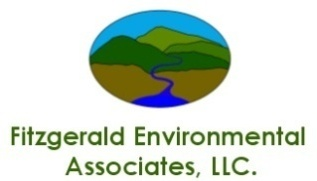 Fitzgerald Environmental
Associates, LLC.